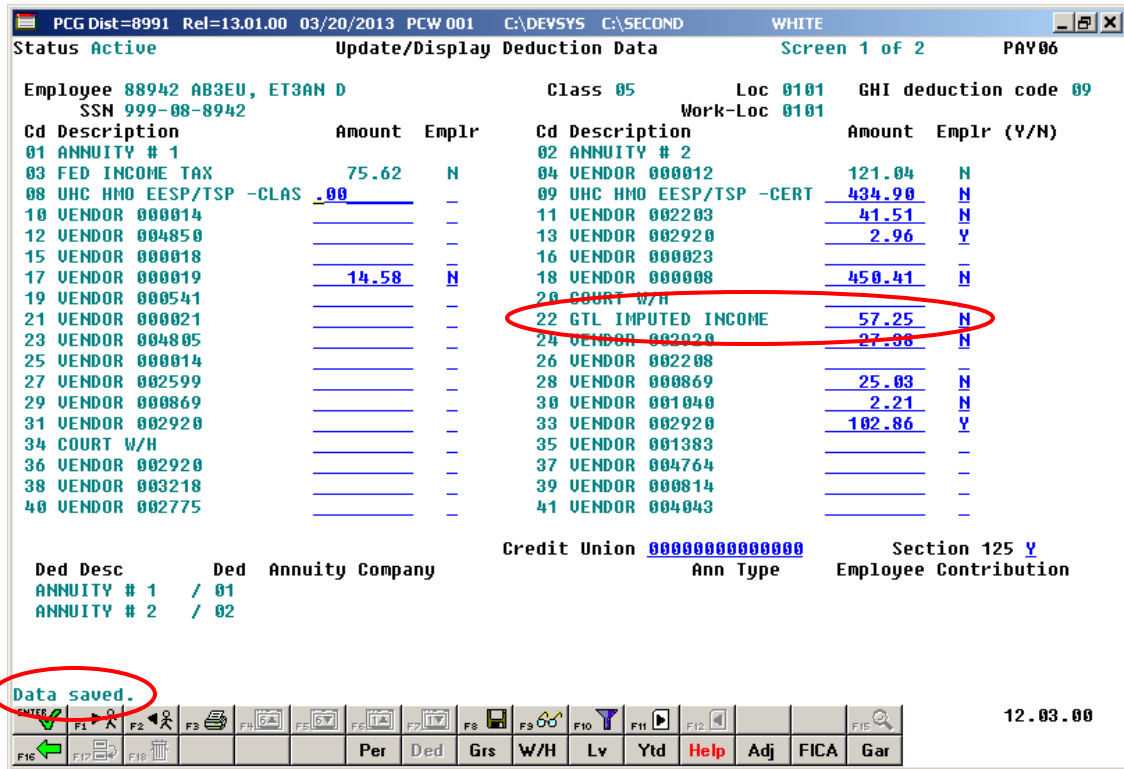 PCG Dist=8991 Rel=13.01.00 03/20/2013 PCW 001 C:\DEVSYS C:\SECOND WHITE
Status Active Update/Display Deduction Data Screen 1 of 2 PAY06
Employee 88942 AB3EU, ET3AN D Class 05 Loc 0101 GHI deduction code 09
SSN 999-08-8942 Work-Loc 0101
Cd Description Amount Emplr Cd Description Amount Emplr (Y/N)
01 ANNUITY # 1 02 ANNUITY # 2
03 FED INCOME TAX 75.62 N 04 VENDOR 000012 121.04 N
08 UHC HMO EESP/TSP -CLAS .00 09 UHC HMO EESP/TSP -CERT 434.90 N
10 VENDOR 000014 11 VENDOR 002203 41.51 N
12 VENDOR 004850 13 VENDOR 002920 2.96 Y
15 VENDOR 000018 16 VENDOR 000023
17 VENDOR 000019 14.58 N 18 VENDOR 000008 450.41 N
19 VENDOR 000541 20 COURT W/H
21 VENDOR 000021 22 GTL IMPUTED INCOME 57.25 N
23 VENDOR 004805 24 VENDOR 002920 N
25 VENDOR 000014 26 VENDOR 002208
27 VENDOR 002599 28 VENDOR 000869 25.03 N
29 VENDOR 000869 30 VENDOR 001040 2.21 N
31 VENDOR 002920 33 VENDOR 002920 102.86 Y
34 COURT W/H 35 VENDOR 001383
36 VENDOR 002920 37 VENDOR 004764
38 VENDOR 003218 39 VENDOR 000814
40 VENDOR 002775 41 VENDOR 004043
Credit Union 00000000000000 Section 125 Y
Ded Desc Ded Annuity Company Ann Type Employee Contribution
ANNUITY # 1 / 01
ANNUITY # 2 / 02
Data saved.
ENTER F1 F2 F3 F4 F5 F6 F7 F8 F9 F10 F11 F12 F15 12.03.00
F16 F17 F18 Per Ded Grs W/H Lv Ytd Help Adj FICA Gar